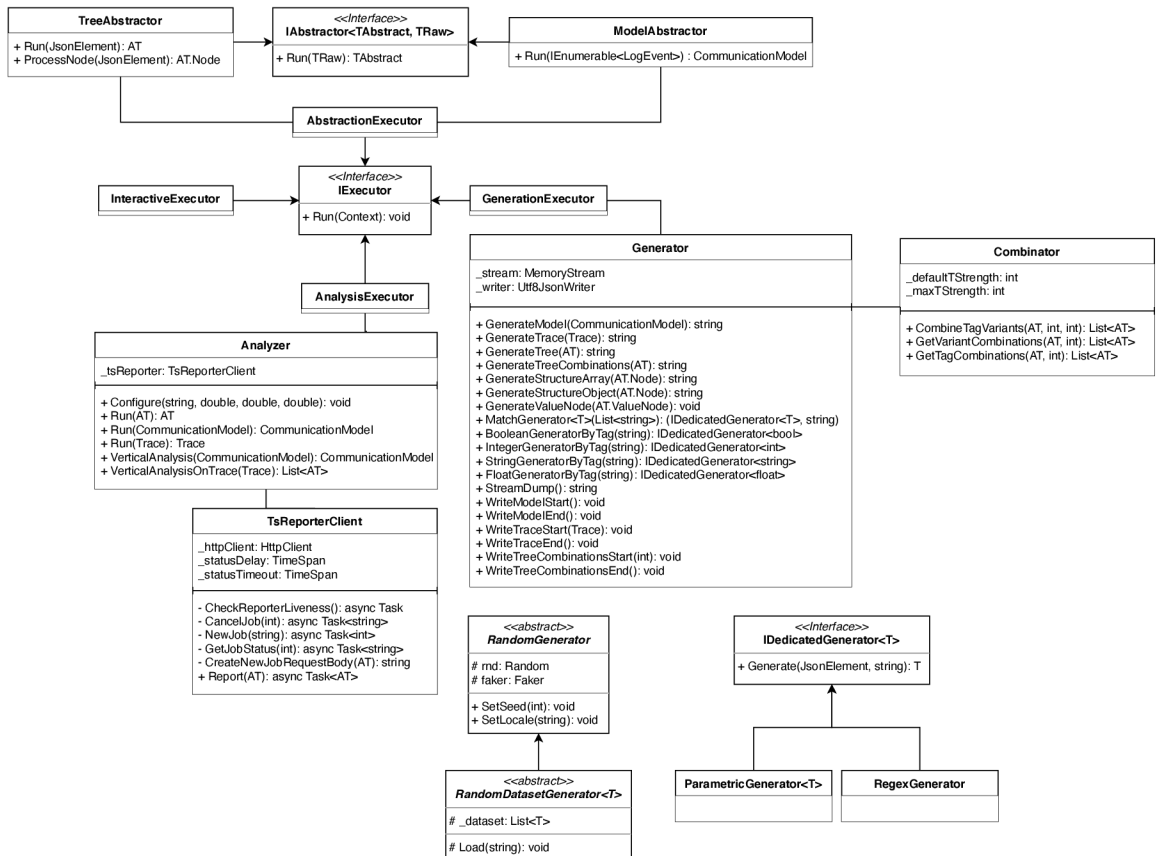 TreeAbstractor
+ Run(JsonElement): AT
+ ProcessNode(JsonElement): AT.Node
<<Interface>>
IAbstractor<TAbstract, TRaw>
+ Run(TRaw): TAbstract
ModelAbstractor
+ Run(IEnumerable<LogEvent>) : CommunicationModel
AbstractionExecutor
<<Interface>>
IExecutor
+ Run(Context): void
InteractiveExecutor
GenerationExecutor
AnalysisExecutor
Generator
_stream: MemoryStream
_writer: Utf8JsonWriter
+ GenerateModel(CommunicationModel): string
+ GenerateTrace(Trace): string
+ GenerateTree(AT): string
+ GenerateTreeCombinations(AT): string
+ GenerateStructureArray(AT.Node): string
+ GenerateStructureObject(AT.Node): string
+ GenerateValueNode(AT.ValueNode): void
+ MatchGenerator<T>(List<string>): (IDedicatedGenerator<T>, string)
+ BooleanGeneratorByTag(string): IDedicatedGenerator<bool>
+ IntegerGeneratorByTag(string): IDedicatedGenerator<int>
+ StringGeneratorByTag(string): IDedicatedGenerator<string>
+ FloatGeneratorByTag(string): IDedicatedGenerator<float>
+ StreamDump(): string
+ WriteModelStart(): void
+ WriteModelEnd(): void
+ WriteTraceStart(Trace): void
+ WriteTraceEnd(): void
+ WriteTreeCombinationsStart(int): void
+ WriteTreeCombinationsEnd(): void
Combinator
_defaultTStrength: int
_maxTStrength: int
+ CombineTagVariants(AT, int, int): List<AT>
+ GetVariantCombinations(AT, int): List<AT>
+ GetTagCombinations(AT, int): List<AT>
Analyzer
_tsReporter: TsReporterClient
+ Configure(string, double, double, double): void
+ Run(AT): AT
+ Run(CommunicationModel): CommunicationModel
+ Run(Trace): Trace
+ VerticalAnalysis(CommunicationModel): CommunicationModel
+ VerticalAnalysisOnTrace(Trace): List<AT>
TsReporterClient
_httpClient: HttpClient
_statusDelay: TimeSpan
_statusTimeout: TimeSpan
- CheckReporterLiveness(): async Task
- CancelJob(int): async Task<string>
- NewJob(string): async Task<int>
- GetJobStatus(int): async Task<string>
- CreateNewJobRequestBody(AT): string
+ Report(AT): async Task<AT>
<<abstract>>
RandomGenerator
# rnd: Random
# faker: Faker
+ SetSeed(int): void
+ SetLocale(string): void
<<Interface>>
IDedicatedGenerator<T>
+ Generate(JsonElement, string): T
<<abstract>>
RandomDatasetGenerator<T>
# _dataset: List<T>
# Load(string): void
ParametricGenerator<T>
RegexGenerator